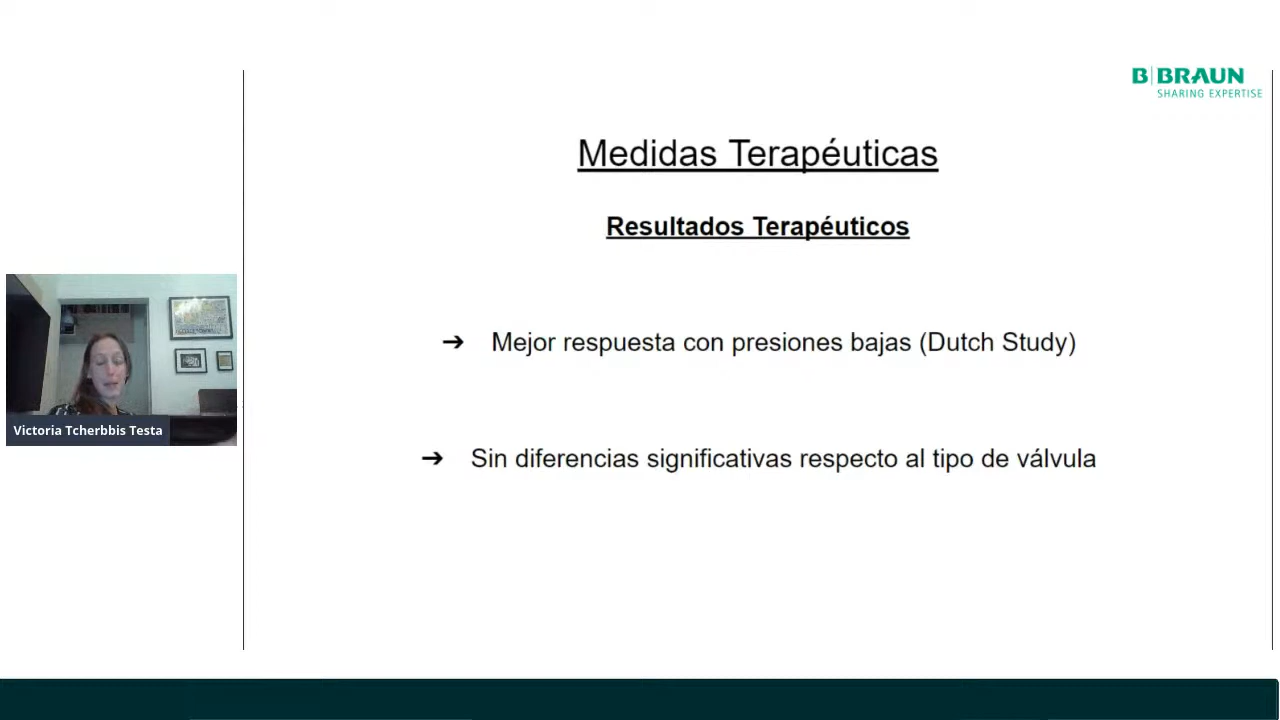 B|BRAUN
SHARING EXPERTISE
Medidas Terapéuticas
Resultados Terapéuticos
➔ Mejor respuesta con presiones bajas (Dutch Study)
➔ Sin diferencias significativas respecto al tipo de válvula
Victoria Tcherbbis Testa